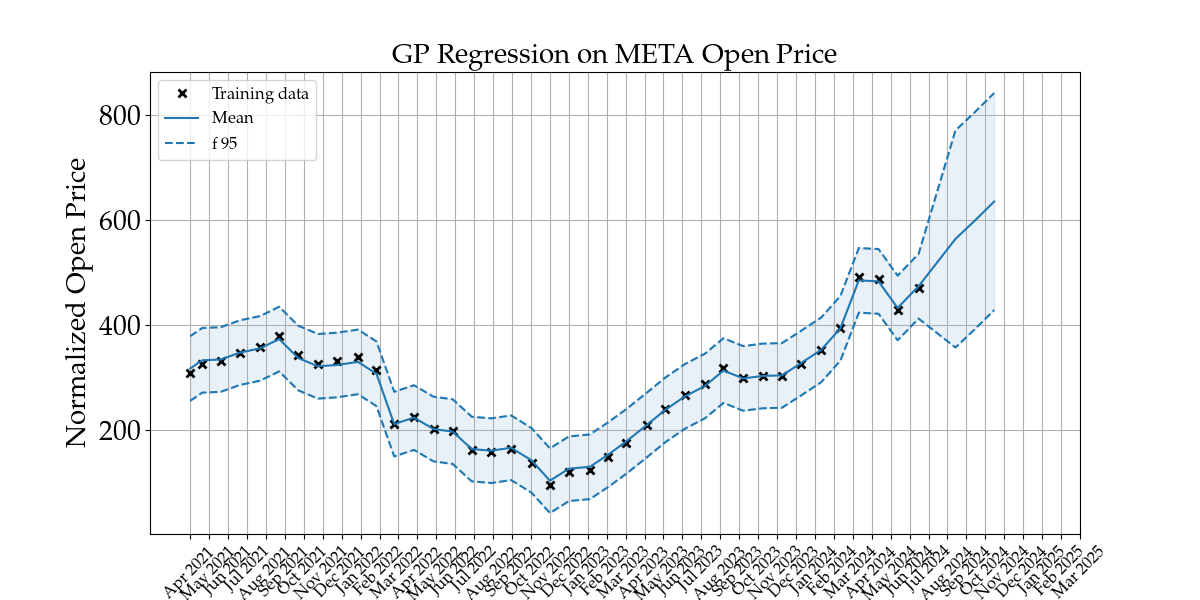 GP Regression on META Open Price
Training data
Mean
f 95
Normalized Open Price
800
600
400
200
Apr 2021
May 2021
Jun 2021
Jul 2021
Aug 2021
Sep 2021
Oct 2021
Nov 2021
Dec 2021
Jan 2022
Feb 2022
Mar 2022
Apr 2022
May 2022
Jun 2022
Jul 2022
Aug 2022
Sep 2022
Nov 2022
Dec 2022
Jan 2023
Feb 2023
Mar 2023
Apr 2023
May 2023
Jun 2023
Jul 2023
Aug 2023
Sep 2023
Nov 2023
Dec 2023
Jan 2024
Feb 2024
Mar 2024
Apr 2024
May 2024
Jun 2024
Jul 2024
Aug 2024
Sep 2024
Oct 2024
Nov 2024
Dec 2024
Jan 2025
Feb 2025
Mar 2025